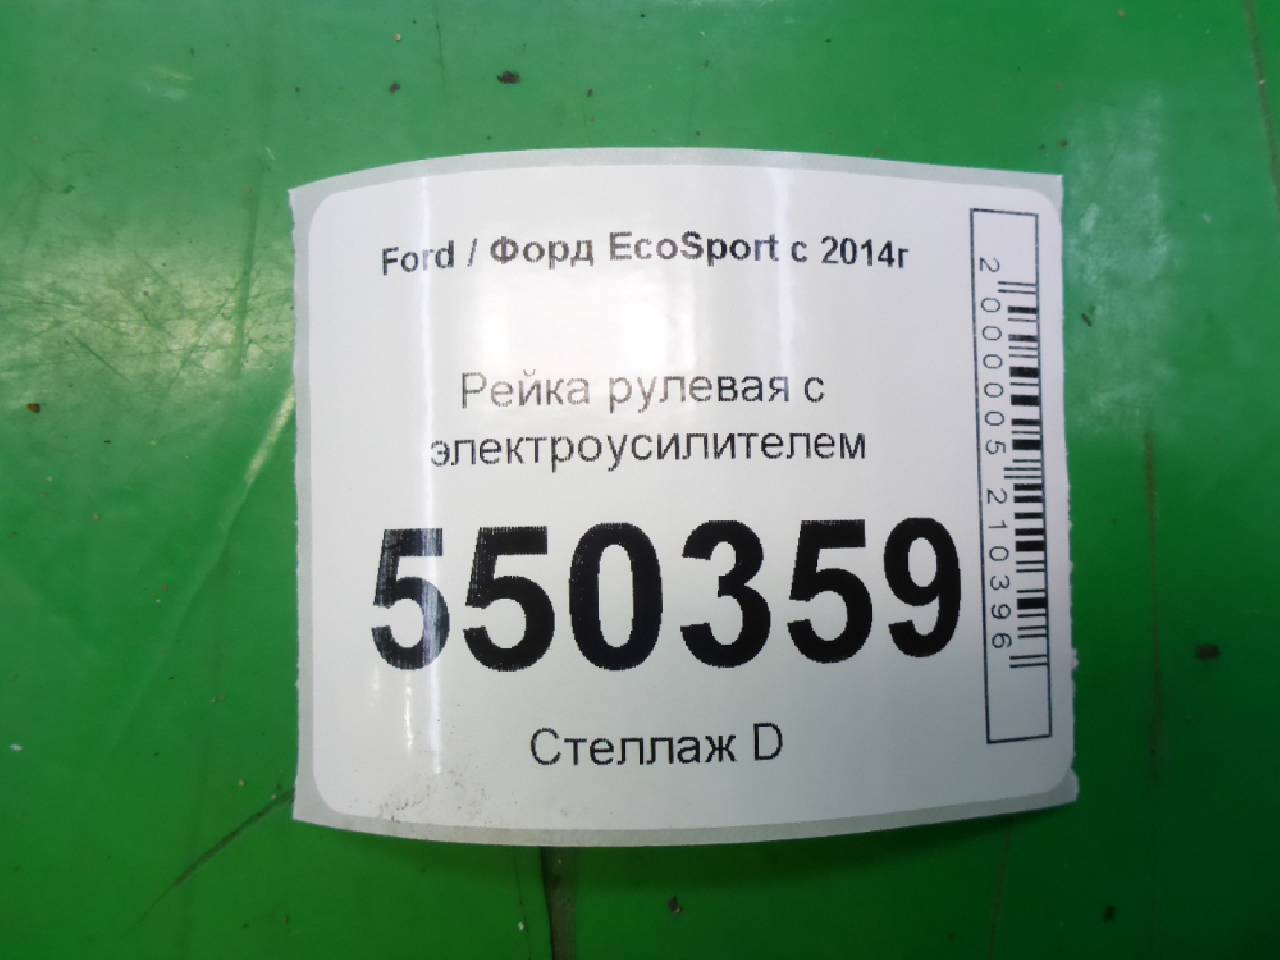 Ford / Форд EcoSport с 2014г
Рейка рулевая с
электроусилителем
550359
Стеллаж D
2000005210396